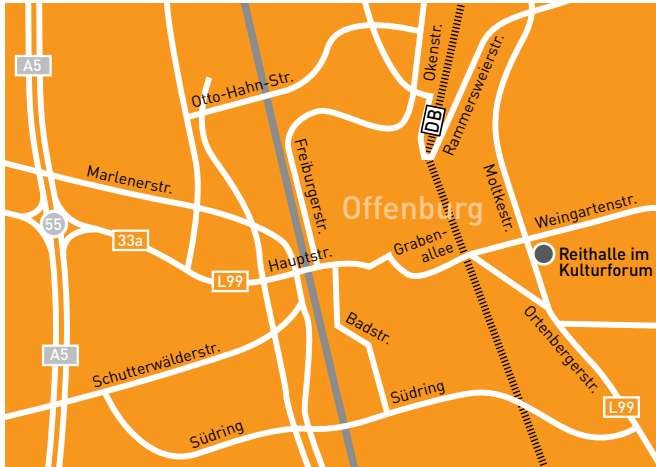 A5
Otto-Hahn-Str.
Okenstr.
DB
Rammersweierstr.
Marlenerstr.
Freiburgerstr.
Moltkestr.
Offenburg
55
33a
L99
Hauptstr.
Graben-
allee
Weingartenstr.
Reithalle im
Kulturforum
A5
Schutterwälderstr.
Badstr.
Ortenbergerstr.
Südring
Südring
L99